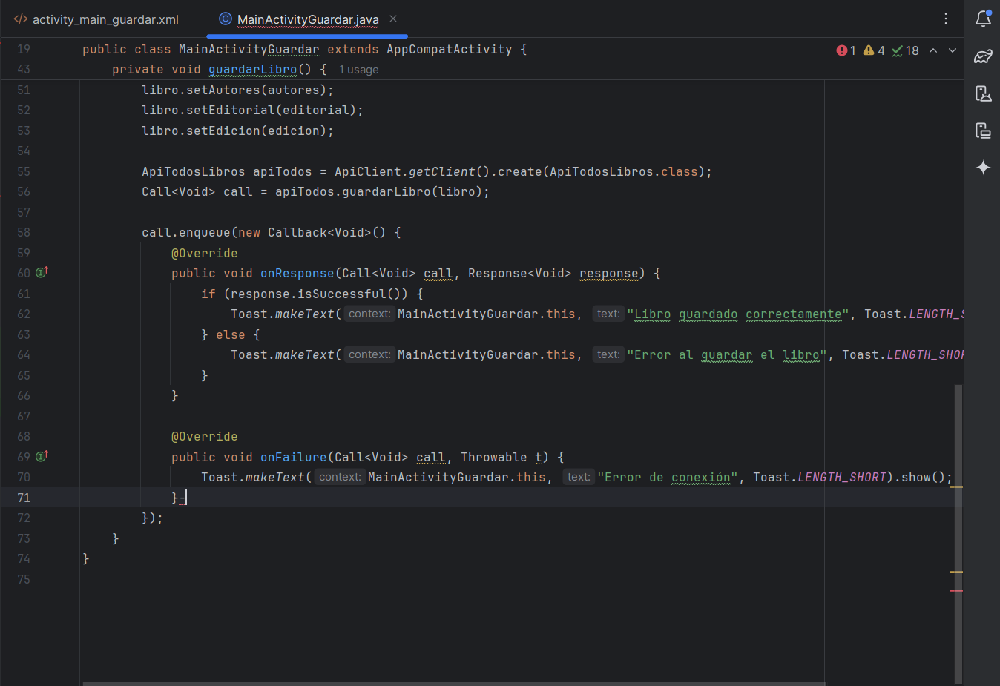 activity_main_guardar.xml
MainActivityGuardar.java
19 public class MainActivityGuardar extends AppCompatActivity {
1 4 18
43 private void guardarLibro() { 1 usage
51 libro.setAutores(autores);
52 libro.setEditorial(editorial);
53 libro.setEdicion(edicion);
54
55 ApiTodosLibros apiTodos = ApiClient.getClient().create(ApiTodosLibros.class);
56 Call<Void> call = apiTodos.guardarLibro(libro);
57
58 call.enqueue(new Callback<Void>() {
59 @Override
60 public void onResponse(Call<Void> call, Response<Void> response) {
61 if (response.isSuccessful()) {
62 Toast.makeText( context: MainActivityGuardar.this, text: "Libro guardado correctamente", Toast.LENGTH_S
63 } else {
64 Toast.makeText( context: MainActivityGuardar.this, text: "Error al guardar el libro", Toast.LENGTH_SHO
65 }
66 }
67
68 @Override
69 public void onFailure(Call<Void> call, Throwable t) {
70 Toast.makeText( context: MainActivityGuardar.this, text: "Error de conexión", Toast.LENGTH_SHORT).show();
71 }-
72 });
73 }
74 }
75